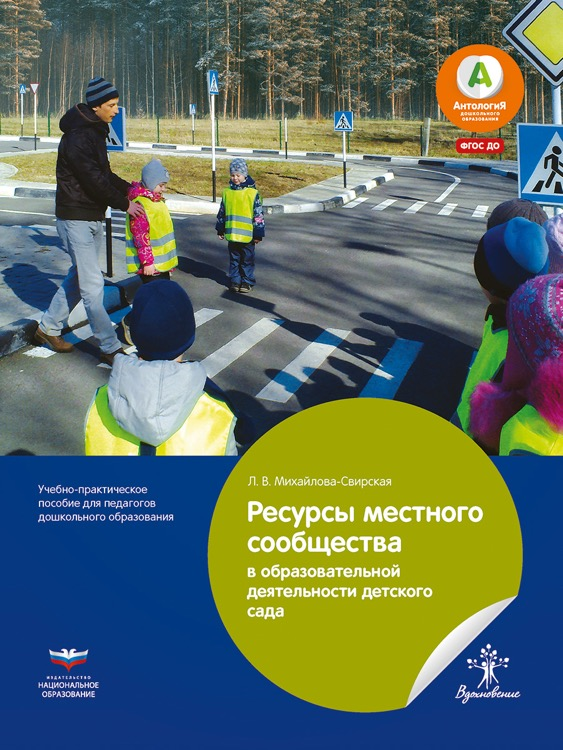 АнтологиЯ
ДОШКОЛЬНОГО
ОБРАЗОВАНИЯ
ФГОС ДО
Л. В. Михайлова-Свирская
Ресурсы местного
сообщества
в образовательной
деятельности детского
сада
Учебно-практическое
пособие для педагогов
дошкольного образования
ИЗДАТЕЛЬСТВО
НАЦИОНАЛЬНОЕ
ОБРАЗОВАНИЕ
Вдохновение